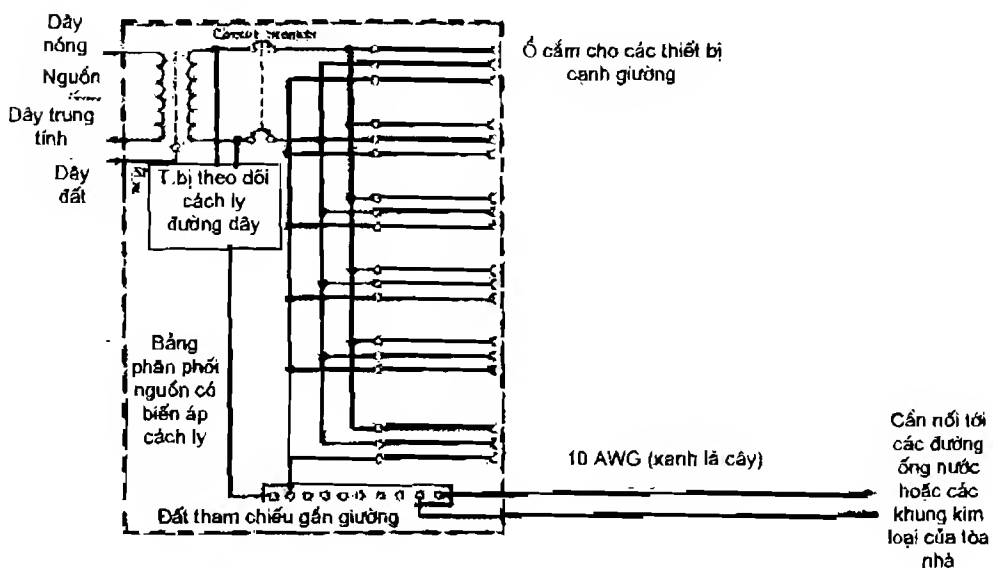 Dây
nóng
Nguồn
Dây trung
tính
Dây
đất
Circuit breaker
T.bị theo dõi
cách ly
đường dây
Ổ cắm cho các thiết bị
cạnh giường
Bảng
phân phối
nguồn có
biến áp
cách ly
10 AWG (xanh lá cây)
Đất tham chiếu gần giường
Cần nối tới
các đường
ống nước
hoặc các
khung kim
loại của tòa
nhà